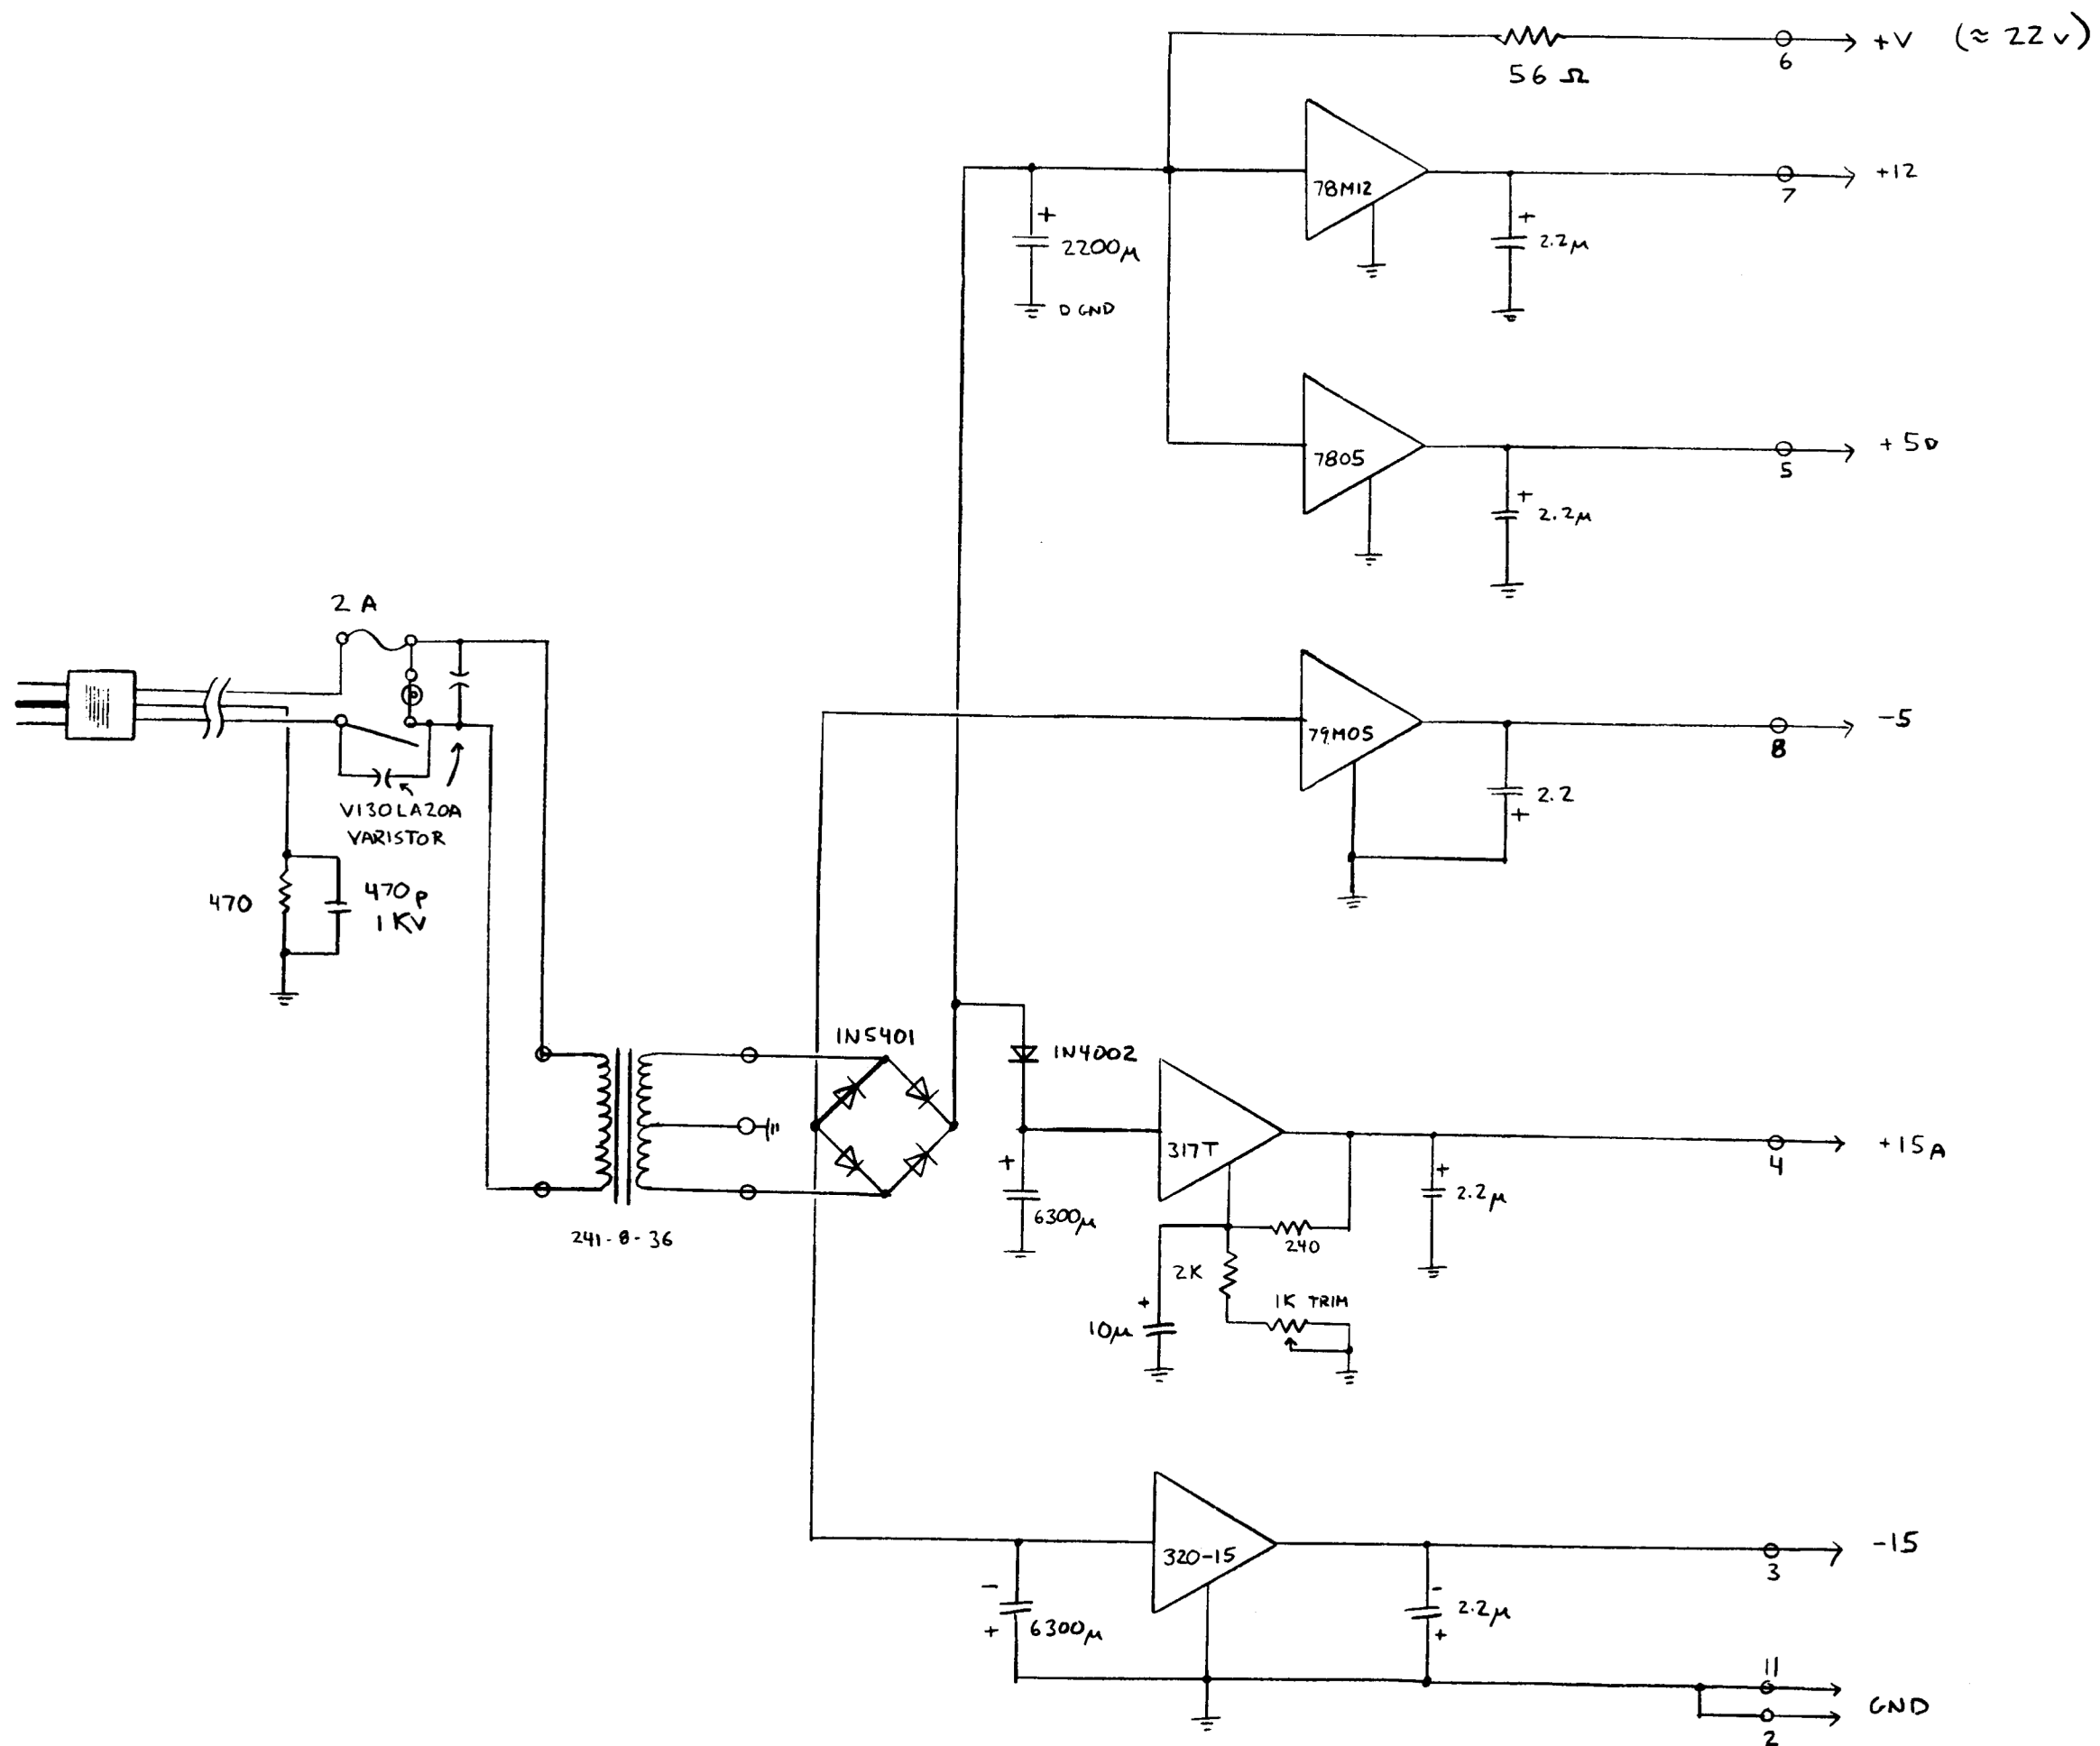 +V (≈ 22 v)
6
56 Ω
78M12
+12
7
+
2200μ
D GND
+
2.2μ
7805
+5D
5
+
2.2μ
2 A
79M05
-5
8
2.2
+
V130LA20A
VARISTOR
470
470p
1KV
1N5401
1N4002
317T
+15A
4
+
6300μ
+
2.2μ
240
2K
1K TRIM
+
10μ
241-8-36
320-15
-15
3
-
+
6300μ
-
2.2μ
+
11
GND
2